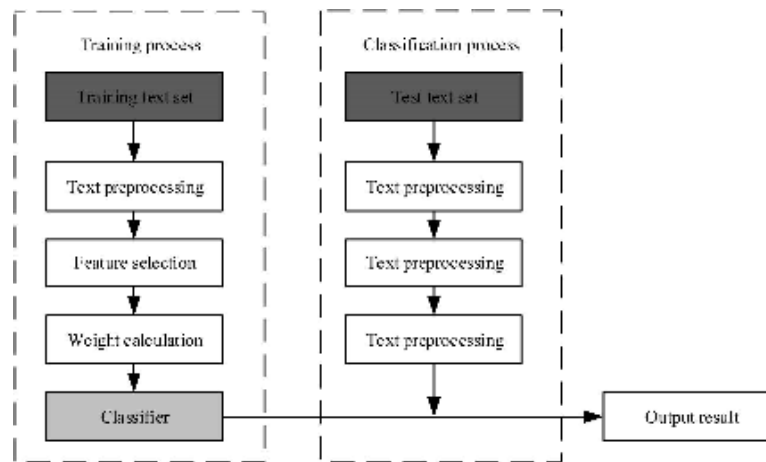 Training process
Training text set
Text preprocessing
Feature selection
Weight calculation
Classifier
Classification process
Test text set
Text preprocessing
Text preprocessing
Text preprocessing
Output result